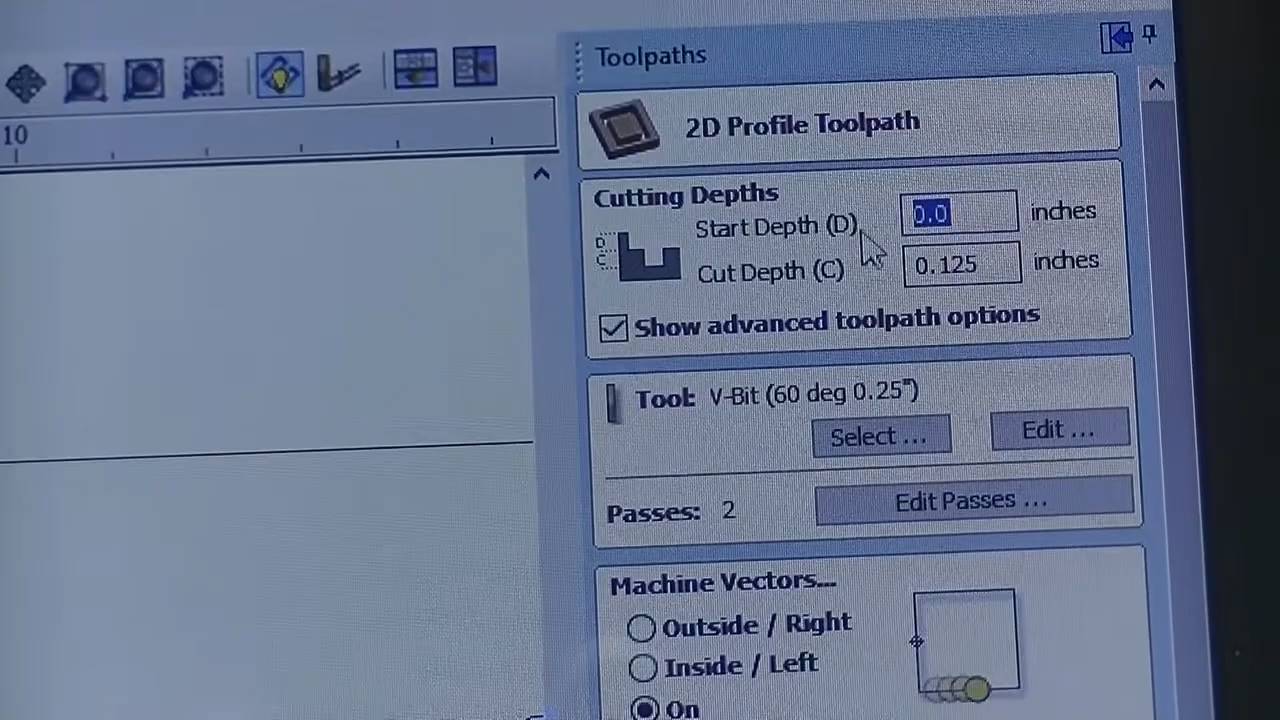 Toolpaths
10
2D Profile Toolpath
Cutting Depths
D
C
Start Depth (D) 0.0 inches
Cut Depth (C) 0.125 inches
Show advanced toolpath options
Tool: V-Bit (60 deg 0.25")
Select ... Edit ...
Passes: 2 Edit Passes ...
Machine Vectors...
Outside / Right
Inside / Left
On